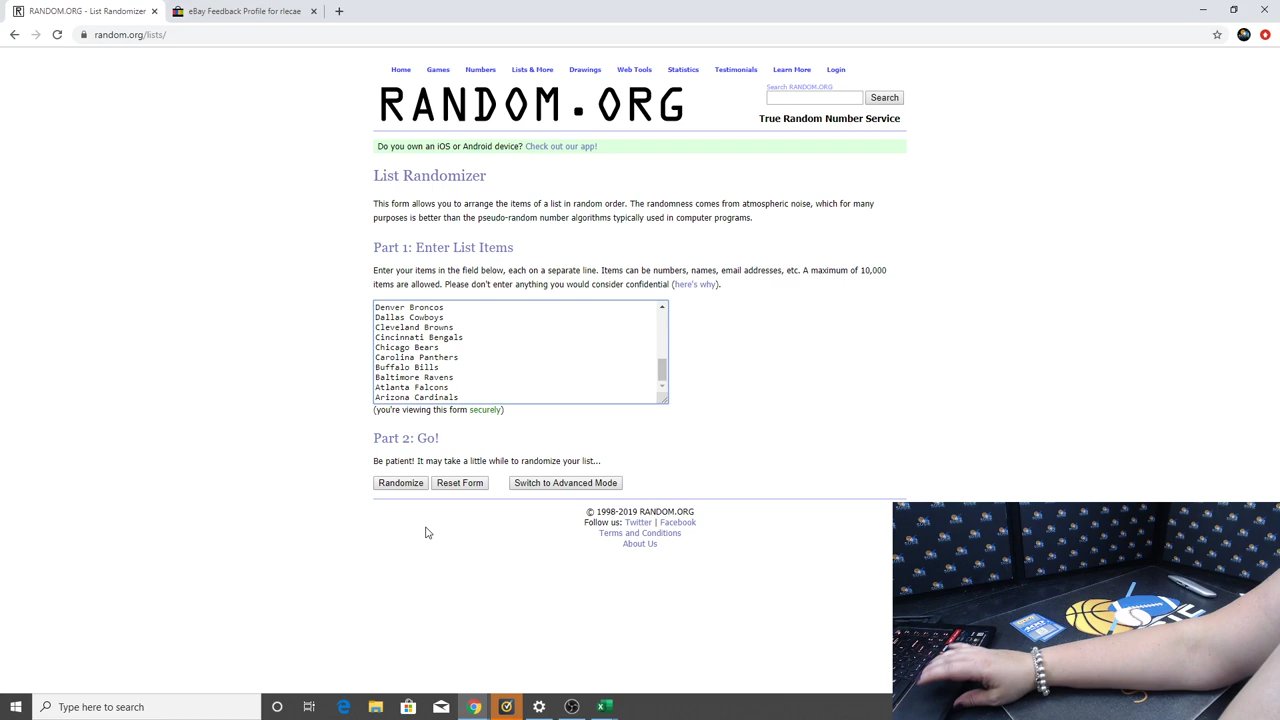 RANDOM.ORG - List Randomizer
eBay Feedback Profile for rlecae
random.org/lists/
Home Games Numbers Lists & More Drawings Web Tools Statistics Testimonials Learn More Login
RANDOM.ORG
Search RANDOM.ORG
Search
True Random Number Service
Do you own an iOS or Android device? Check out our app!
List Randomizer
This form allows you to arrange the items of a list in random order. The randomness comes from atmospheric noise, which for many
purposes is better than the pseudo-random number algorithms typically used in computer programs.
Part 1: Enter List Items
Enter your items in the field below, each on a separate line. Items can be numbers, names, email addresses, etc. A maximum of 10,000
items are allowed. Please don't enter anything you would consider confidential (here's why).
Denver Broncos
Dallas Cowboys
Cleveland Browns
Cincinnati Bengals
Chicago Bears
Carolina Panthers
Buffalo Bills
Baltimore Ravens
Atlanta Falcons
Arizona Cardinals
(you're viewing this form securely)
Part 2: Go!
Be patient! It may take a little while to randomize your list...
Randomize Reset Form Switch to Advanced Mode
© 1998-2019 RANDOM.ORG
Follow us: Twitter | Facebook
Terms and Conditions
About Us
Type here to search